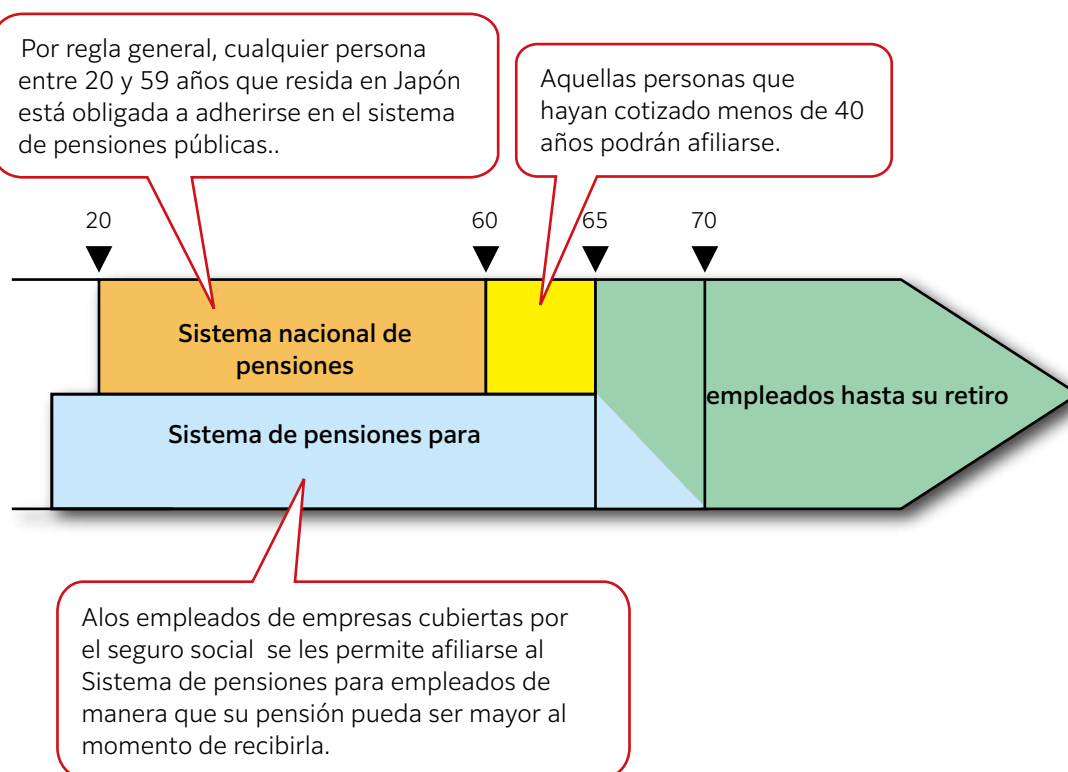 Por regla general, cualquier persona
entre 20 y 59 años que resida en Japón
está obligada a adherirse en el sistema
de pensiones públicas..
Aquellas personas que
hayan cotizado menos de 40
años podrán afiliarse.
20
60
65
70
Sistema nacional de
pensiones
Sistema de pensiones para
empleados hasta su retiro
Alos empleados de empresas cubiertas por
el seguro social se les permite afiliarse al
Sistema de pensiones para empleados de
manera que su pensión pueda ser mayor al
momento de recibirla.